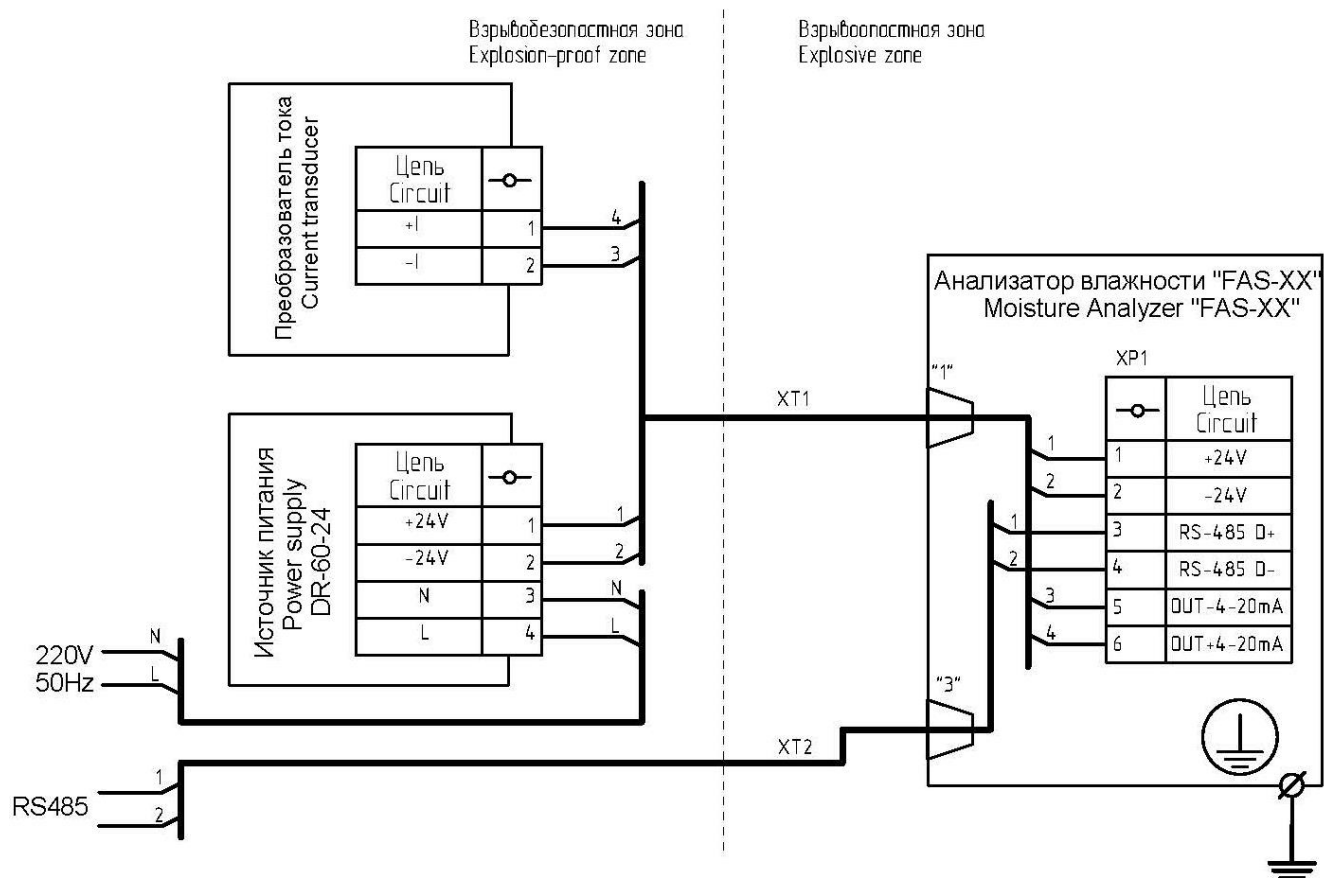 Взрывобезопастная зона
Explosion-proof zone
Взрывоопастная зона
Explosive zone
Преобразователь тока
Current transducer
Цепь
Circuit
+I
1
4
-I
2
3
Анализатор влажности "FAS-XX"
Moisture Analyzer "FAS-XX"
XP1
"1"
XT1
Цепь
Circuit
1
1
+24V
2
2
-24V
1
3
RS-485 D+
2
4
RS-485 D-
3
5
OUT-4-20mA
4
6
OUT+4-20mA
Источник питания
Power supply
DR-60-24
Цепь
Circuit
+24V
1
1
-24V
2
2
N
3
N
L
4
L
220V
50Hz
N
L
"3"
XT2
RS485
1
2